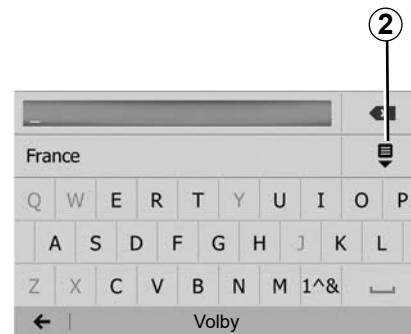 2
_
France
Q W E R T Y U I O P
A S D F G H J K L
Z X C V B N M 1^&
Volby